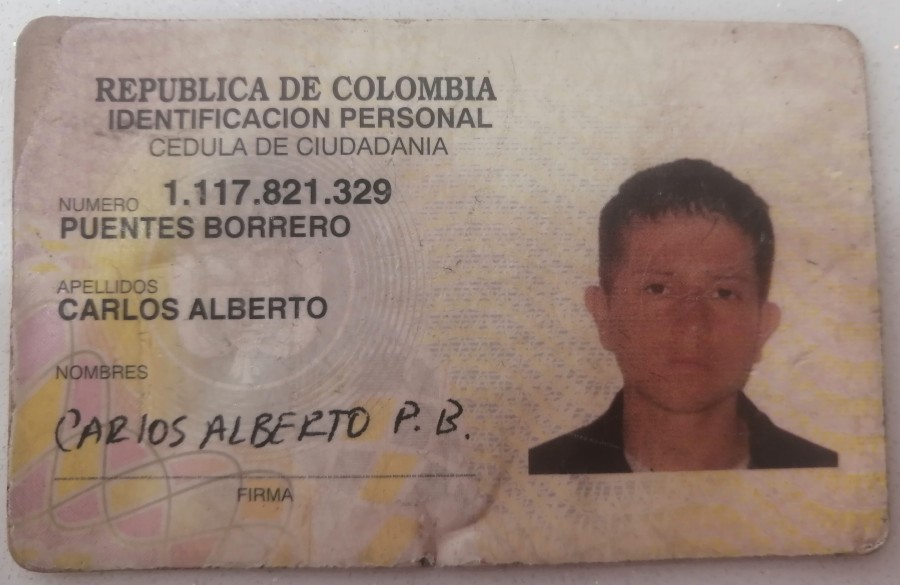 REPUBLICA DE COLOMBIA
IDENTIFICACION PERSONAL
CEDULA DE CIUDADANIA
NUMERO 1.117.821.329
PUENTES BORRERO
APELLIDOS
CARLOS ALBERTO
NOMBRES
CARLOS ALBERTO P. B.
FIRMA